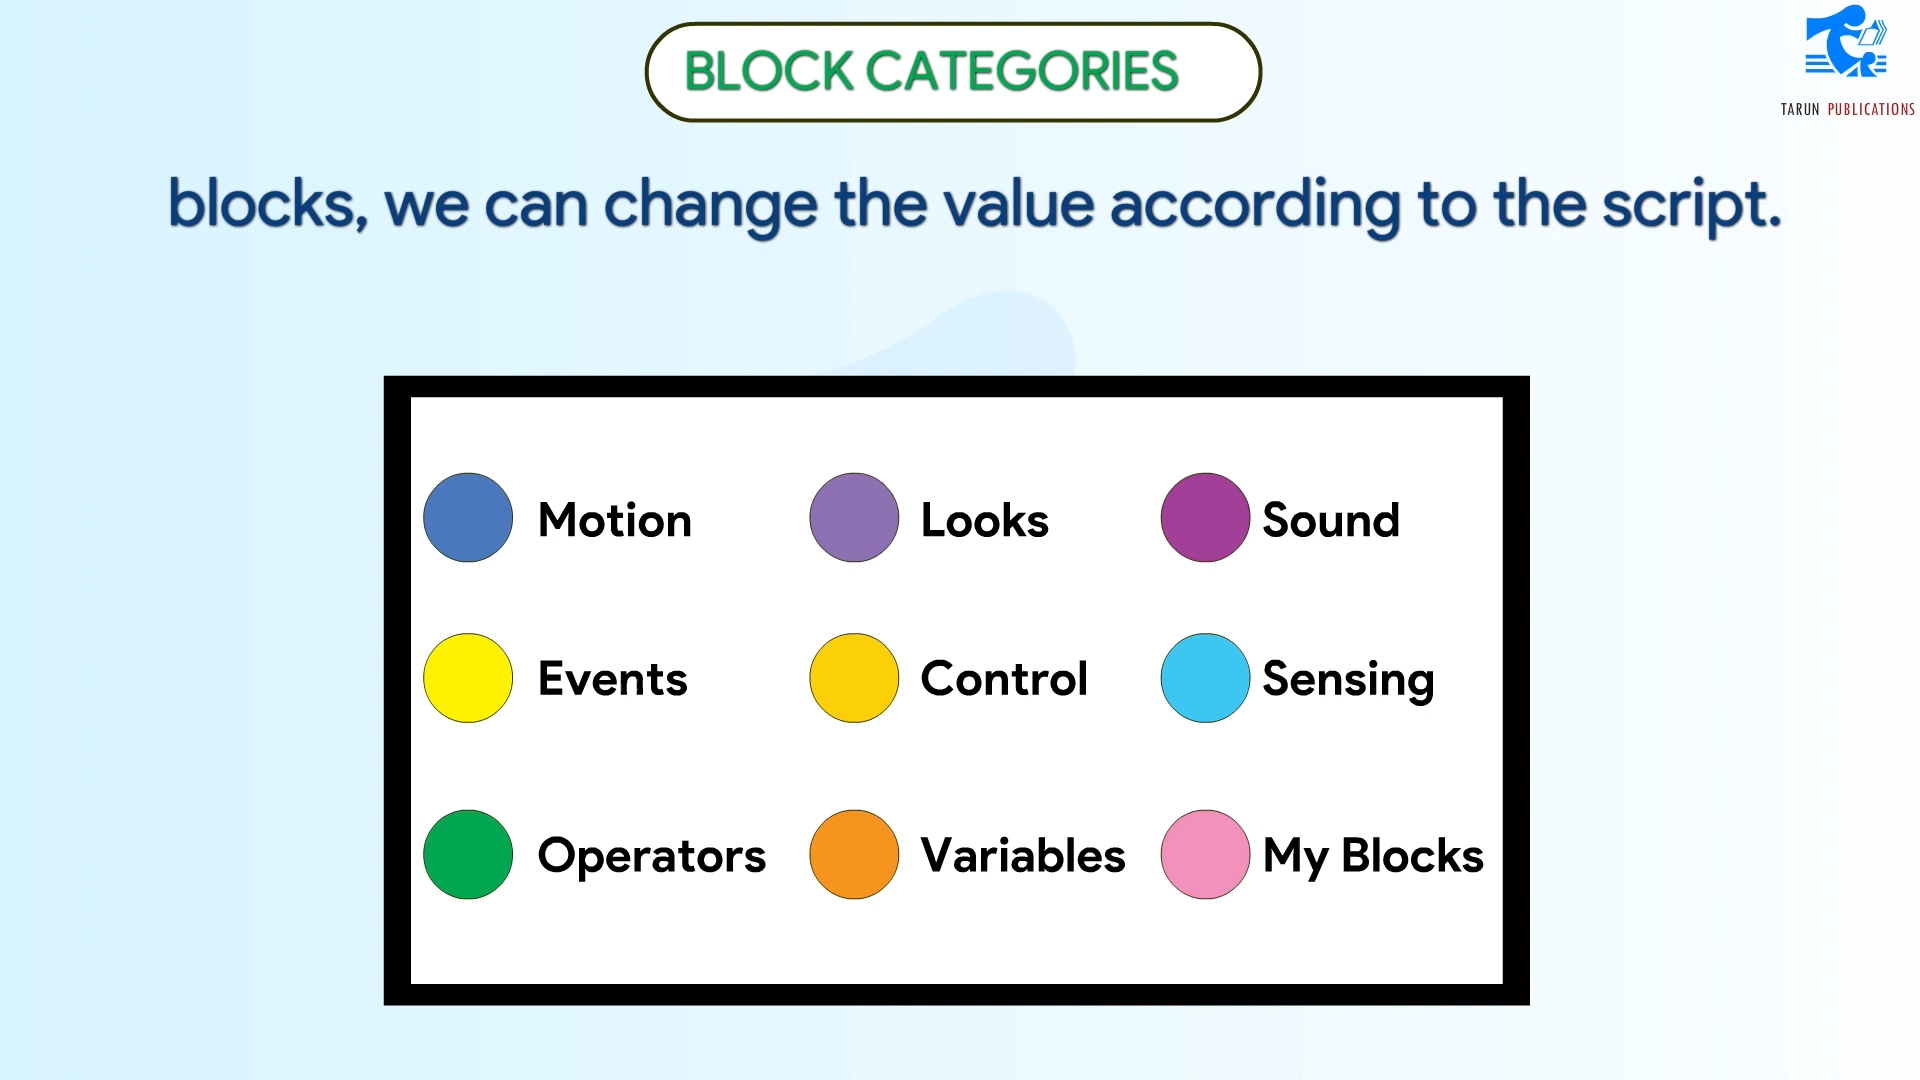 BLOCK CATEGORIES
TARUN PUBLICATIONS
blocks, we can change the value according to the script.
Motion Looks Sound
Events Control Sensing
Operators Variables My Blocks